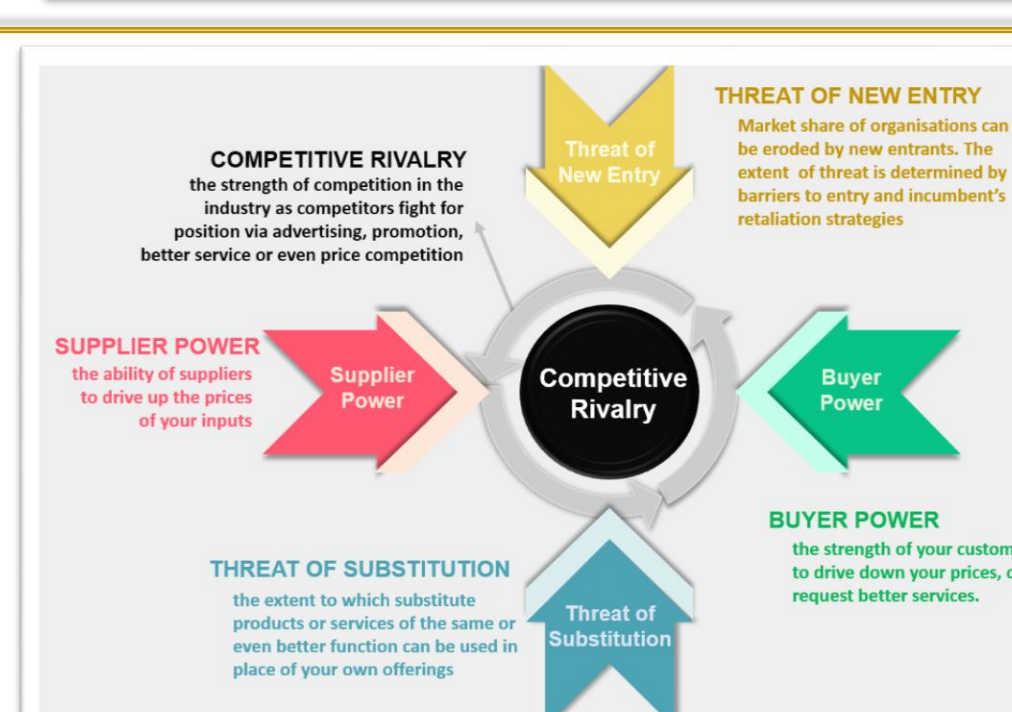 THREAT OF NEW ENTRY
Market share of organisations can
be eroded by new entrants. The
extent of threat is determined by
barriers to entry and incumbent's
retaliation strategies
Threat of
New Entry
COMPETITIVE RIVALRY
the strength of competition in the
industry as competitors fight for
position via advertising, promotion,
better service or even price competition
SUPPLIER POWER
the ability of suppliers
to drive up the prices
of your inputs
Supplier
Power
Competitive
Rivalry
Buyer
Power
BUYER POWER
the strength of your
to drive down your prices,
request better services.
THREAT OF SUBSTITUTION
the extent to which substitute
products or services of the same or
even better function can be used in
place of your own offerings
Threat of
Substitution